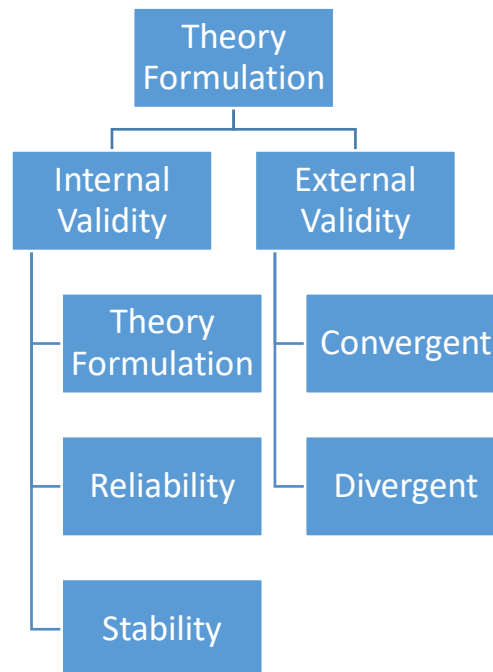 Theory
Formulation
Internal
Validity
External
Validity
Theory
Formulation
Convergent
Reliability
Divergent
Stability